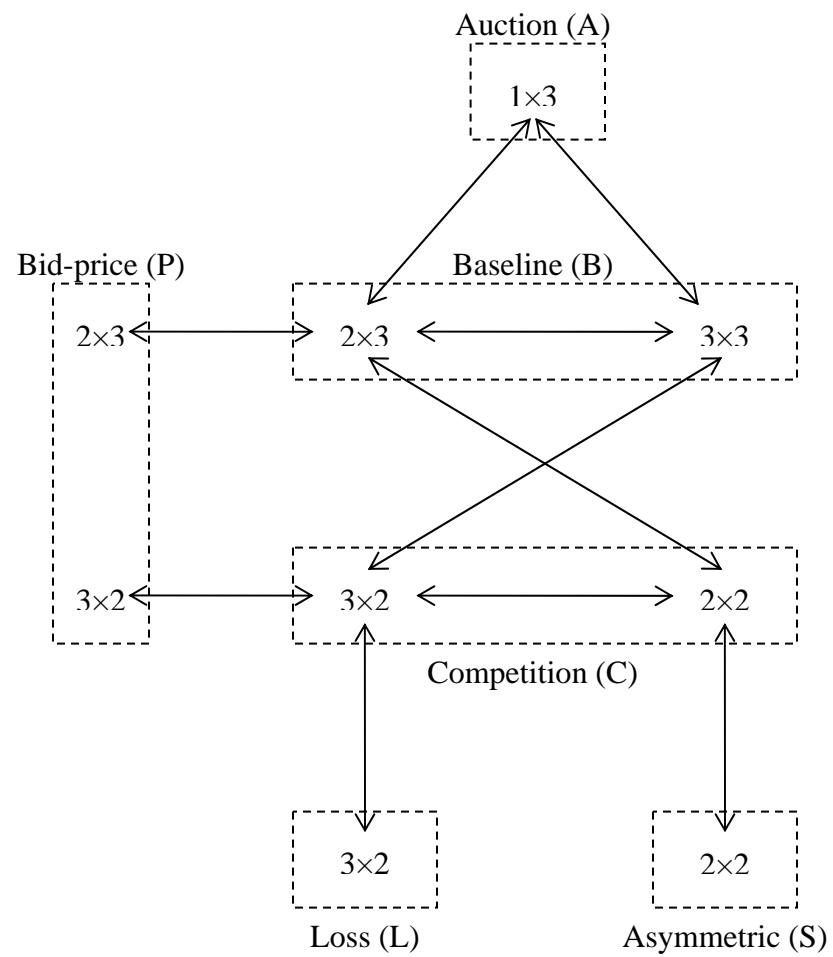 Auction (A)
1×3
Bid-price (P)
Baseline (B)
2×3
2×3
3×3
3×2
3×2
2×2
Competition (C)
3×2
2×2
Loss (L)
Asymmetric (S)